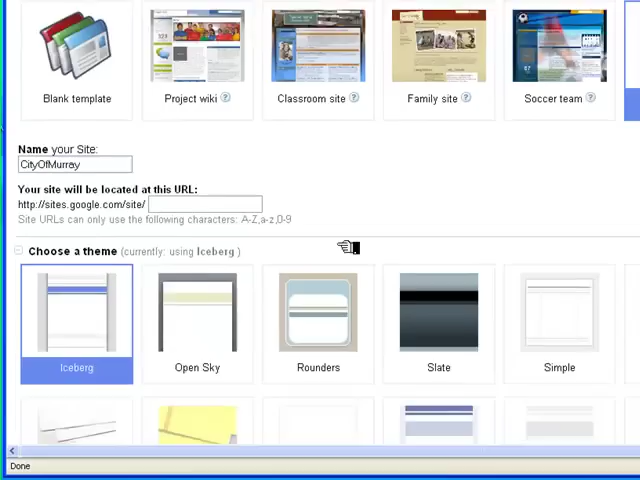 Blank template
Project wiki ?
Classroom site ?
Family site ?
Soccer team ?
Name your Site:
CityOfMurray
Your site will be located at this URL:
http://sites.google.com/site/
Site URLs can only use the following characters: A-Z,a-z,0-9
Choose a theme (currently: using Iceberg )
Iceberg
Open Sky
Rounders
Slate
Simple
Done